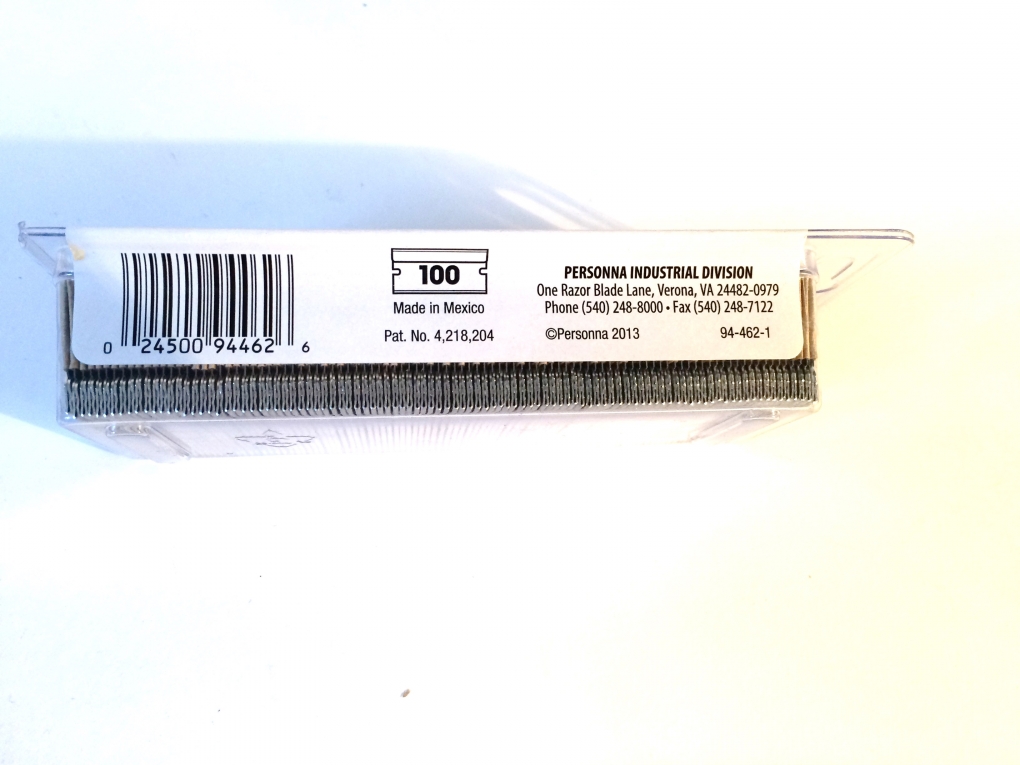 0 24500 94462 6
100
Made in Mexico
Pat. No. 4,218,204
PERSONNA INDUSTRIAL DIVISION
One Razor Blade Lane, Verona, VA 24482-0979
Phone (540) 248-8000 • Fax (540) 248-7122
©Personna 2013 94-462-1